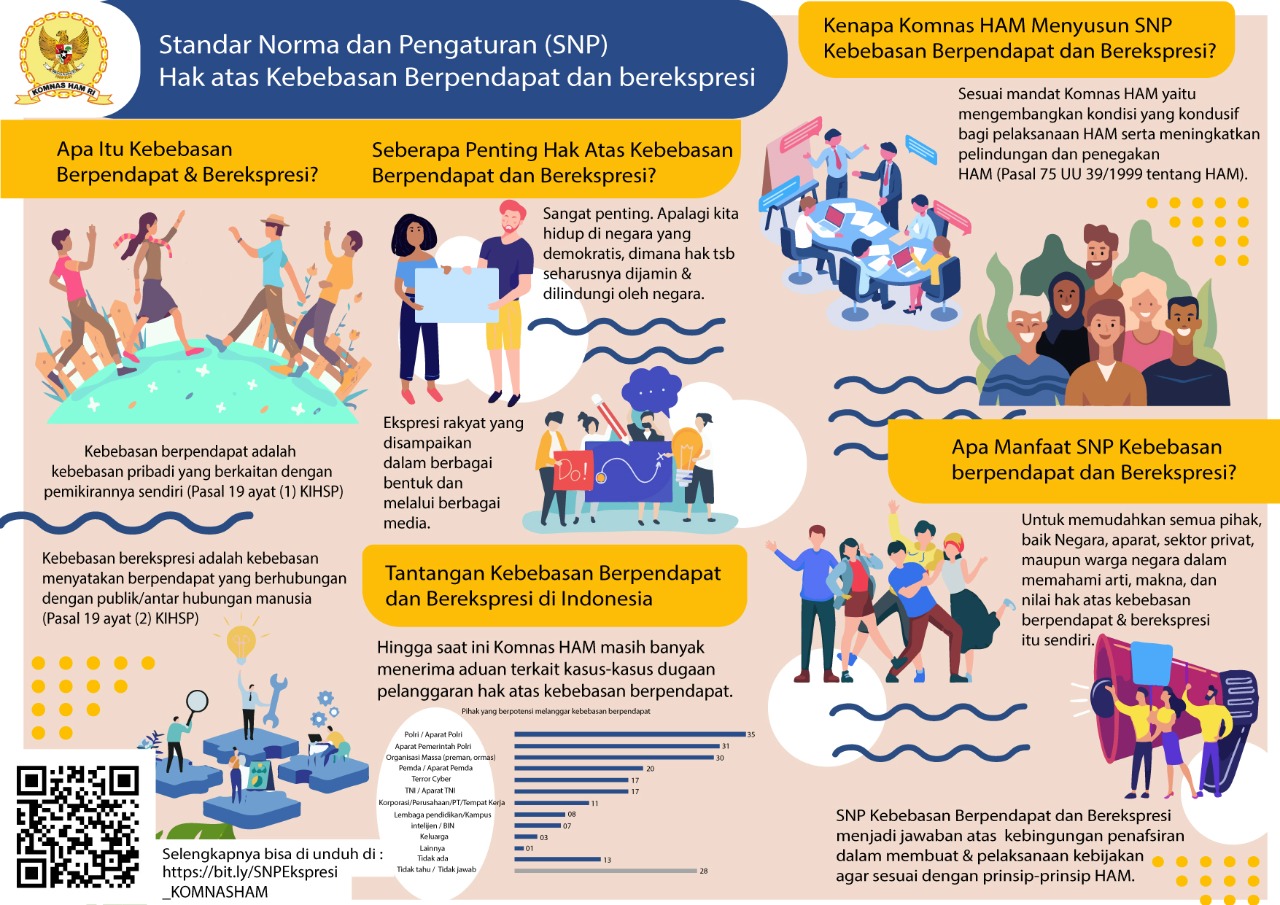 KOMNAS HAM RI
Standar Norma dan Pengaturan (SNP)
Hak atas Kebebasan Berpendapat dan berekspresi
Apa Itu Kebebasan
Berpendapat & Berekspresi?
Kebebasan berpendapat adalah
kebebasan pribadi yang berkaitan dengan
pemikirannya sendiri (Pasal 19 ayat (1) KIHSP)
Kebebasan berekspresi adalah kebebasan
menyatakan berpendapat yang berhubungan
dengan publik/antar hubungan manusia
(Pasal 19 ayat (2) KIHSP)
Selengkapnya bisa di unduh di :
https://bit.ly/SNPEkspresi
_KOMNASHAM
Seberapa Penting Hak Atas Kebebasan
Berpendapat dan Berekspresi?
Sangat penting. Apalagi kita
hidup di negara yang
demokratis, dimana hak tsb
seharusnya dijamin &
dilindungi oleh negara.
Ekspresi rakyat yang
disampaikan
dalam berbagai
bentuk dan
melalui berbagai
media.
Do!
Tantangan Kebebasan Berpendapat
dan Berekspresi di Indonesia
Hingga saat ini Komnas HAM masih banyak
menerima aduan terkait kasus-kasus dugaan
pelanggaran hak atas kebebasan berpendapat.
Pihak yang berpotensi melanggar kebebasan berpendapat
Polri / Aparat Polri 35
Aparat Pemerintah Polri 31
Organisasi Massa (preman, ormas) 30
Pemda / Aparat Pemda 20
Terror Cyber 17
TNI / Aparat TNI 17
Korporasi/Perusahaan/PT/Tempat Kerja 11
Lembaga pendidikan/Kampus 08
intelijen / BIN 07
Keluarga 03
Lainnya 01
Tidak ada 13
Tidak tahu / Tidak jawab 28
Kenapa Komnas HAM Menyusun SNP
Kebebasan Berpendapat dan Berekspresi?
Sesuai mandat Komnas HAM yaitu
mengembangkan kondisi yang kondusif
bagi pelaksanaan HAM serta meningkatkan
pelindungan dan penegakan
HAM (Pasal 75 UU 39/1999 tentang HAM).
Apa Manfaat SNP Kebebasan
berpendapat dan Berekspresi?
Untuk memudahkan semua pihak,
baik Negara, aparat, sektor privat,
maupun warga negara dalam
memahami arti, makna, dan
nilai hak atas kebebasan
berpendapat & berekspresi
itu sendiri.
SNP Kebebasan Berpendapat dan Berekspresi
menjadi jawaban atas kebingungan penafsiran
dalam membuat & pelaksanaan kebijakan
agar sesuai dengan prinsip-prinsip HAM.